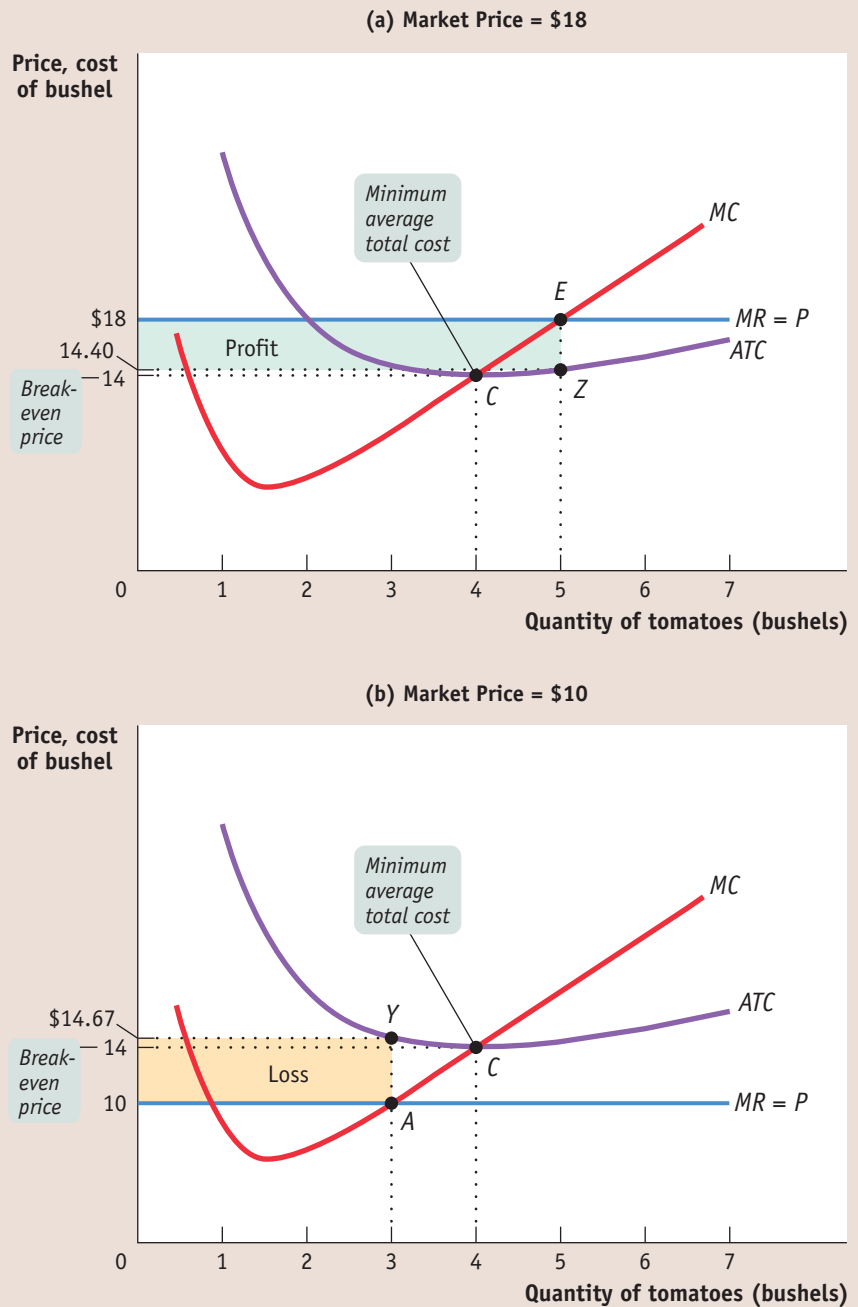 (a) Market Price = $18
Price, cost
of bushel
Minimum
average
total cost
MC
E
$18
MR = P
14.40
Profit
ATC
Break-
even
price
14
C
Z
0
1
2
3
4
5
6
7
Quantity of tomatoes (bushels)
(b) Market Price = $10
Price, cost
of bushel
Minimum
average
total cost
MC
$14.67
Y
ATC
Break-
even
price
14
Loss
C
10
A
MR = P
0
1
2
3
4
5
6
7
Quantity of tomatoes (bushels)